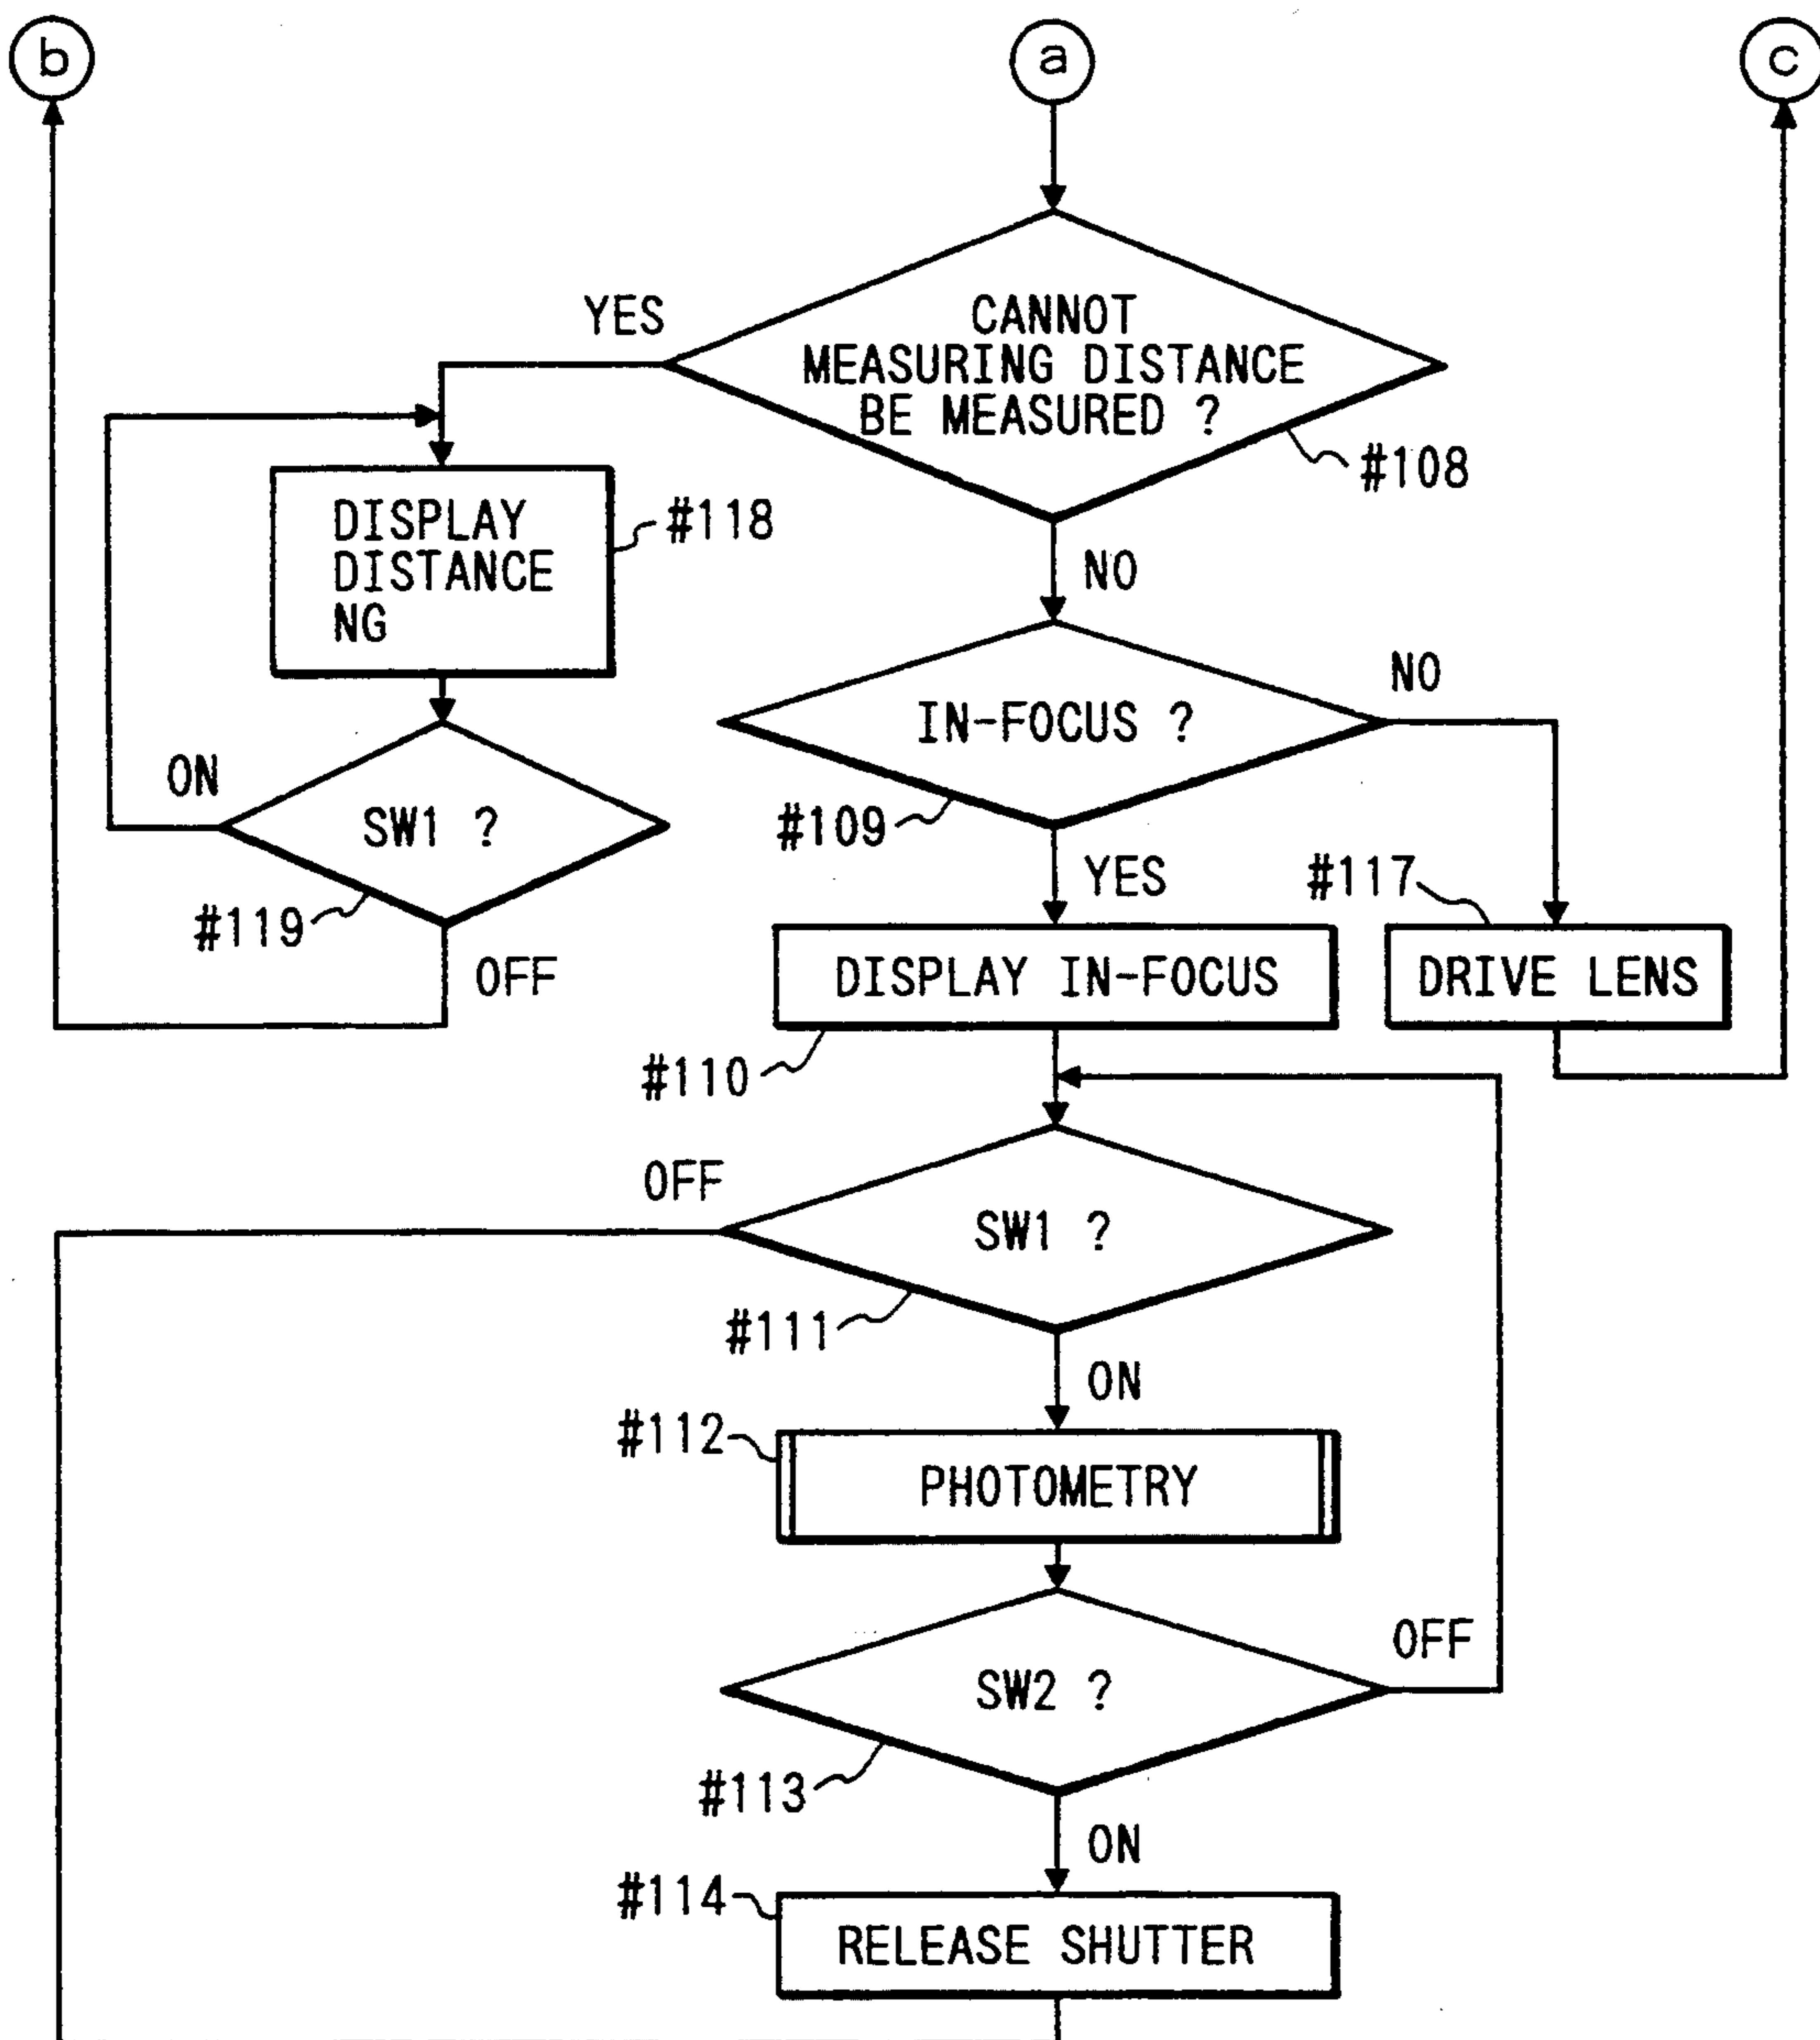 b
a
c
YES
CANNOT
MEASURING DISTANCE
BE MEASURED ?
#108
DISPLAY
DISTANCE
NG
#118
NO
IN-FOCUS ?
NO
#109
ON
SW1 ?
#119
OFF
YES
#117
DISPLAY IN-FOCUS
DRIVE LENS
#110
OFF
SW1 ?
#111
ON
#112
PHOTOMETRY
OFF
SW2 ?
#113
ON
#114
RELEASE SHUTTER